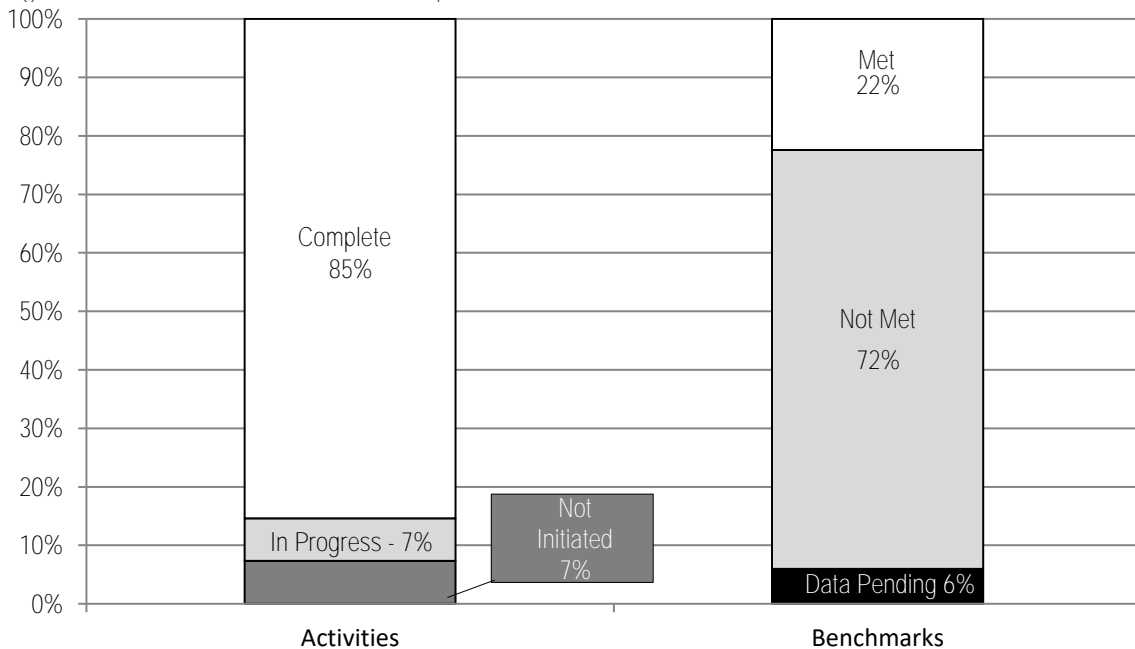 100%
90%
80%
70%
60%
50%
40%
30%
20%
10%
0%
Complete
85%
In Progress - 7%
Not
Initiated
7%
Met
22%
Not Met
72%
Data Pending 6%
Activities
Benchmarks